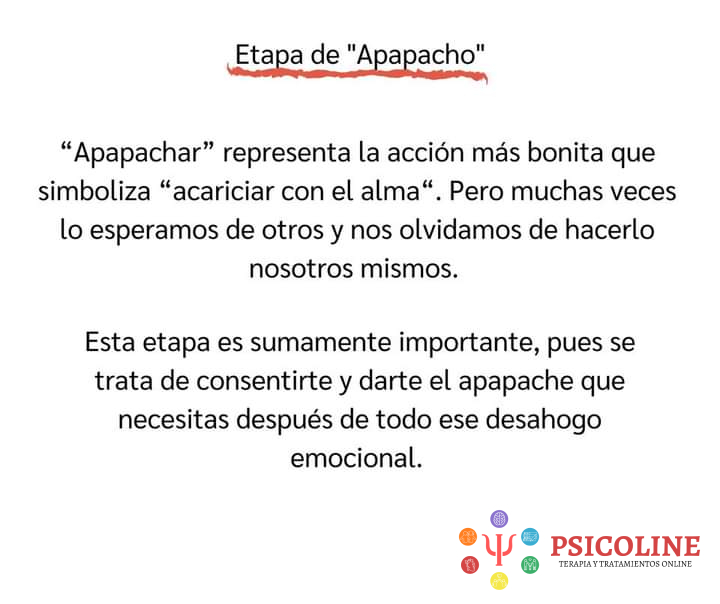 Etapa de "Apapacho"
“Apapachar” representa la acción más bonita que
simboliza “acariciar con el alma“. Pero muchas veces
lo esperamos de otros y nos olvidamos de hacerlo
nosotros mismos.
Esta etapa es sumamente importante, pues se
trata de consentirte y darte el apapache que
necesitas después de todo ese desahogo
emocional.
PSICOLINE
TERAPIA Y TRATAMIENTOS ONLINE